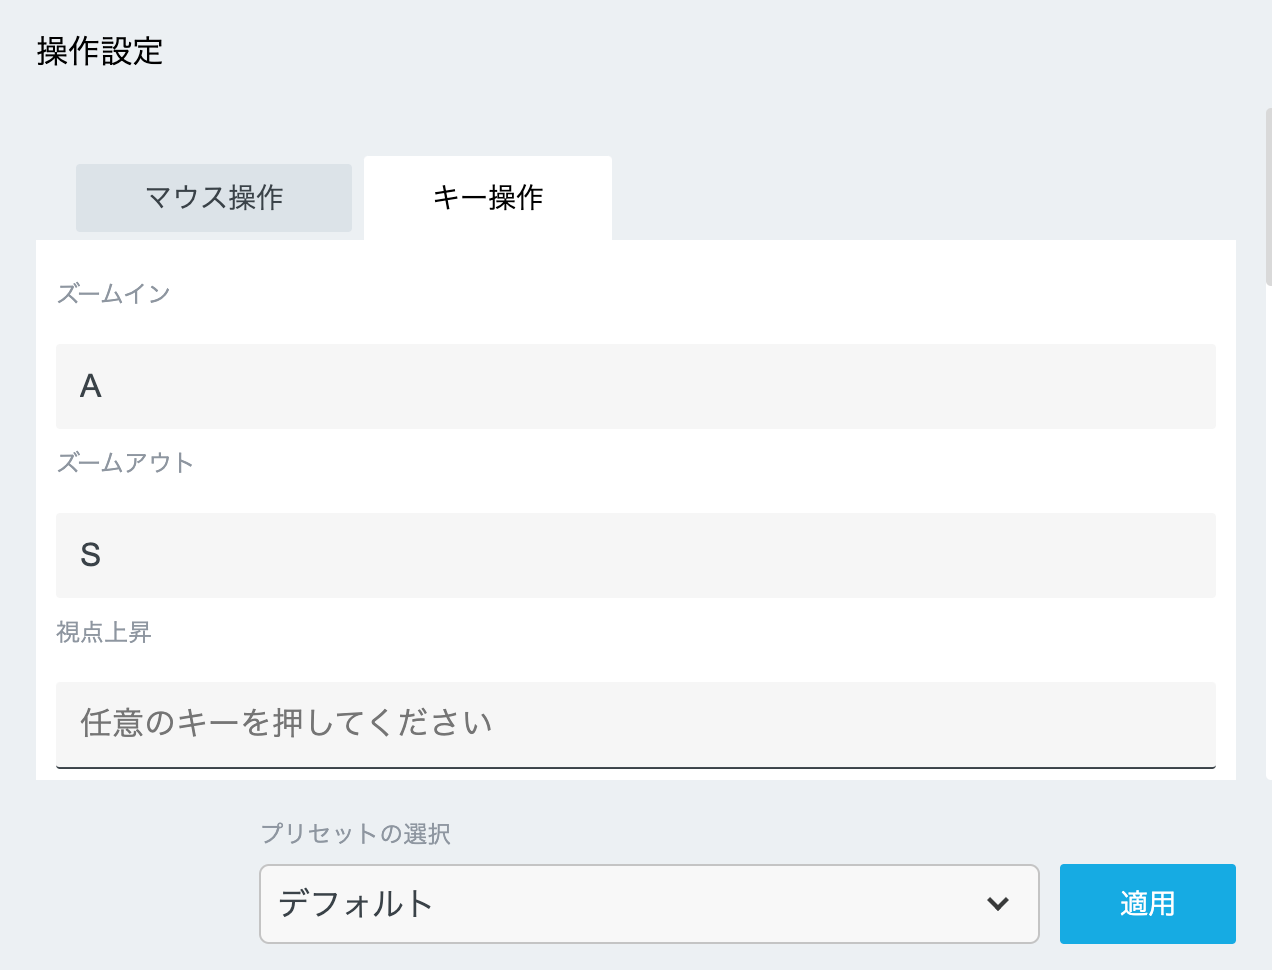 操作設定
マウス操作
キー操作
ズームイン
A
ズームアウト
S
視点上昇
任意のキーを押してください
プリセットの選択
デフォルト
適用